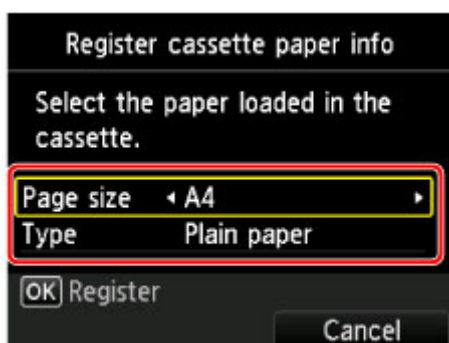 Register cassette paper info
Select the paper loaded in the
cassette.
Page size A4
Type Plain paper
OK Register
Cancel